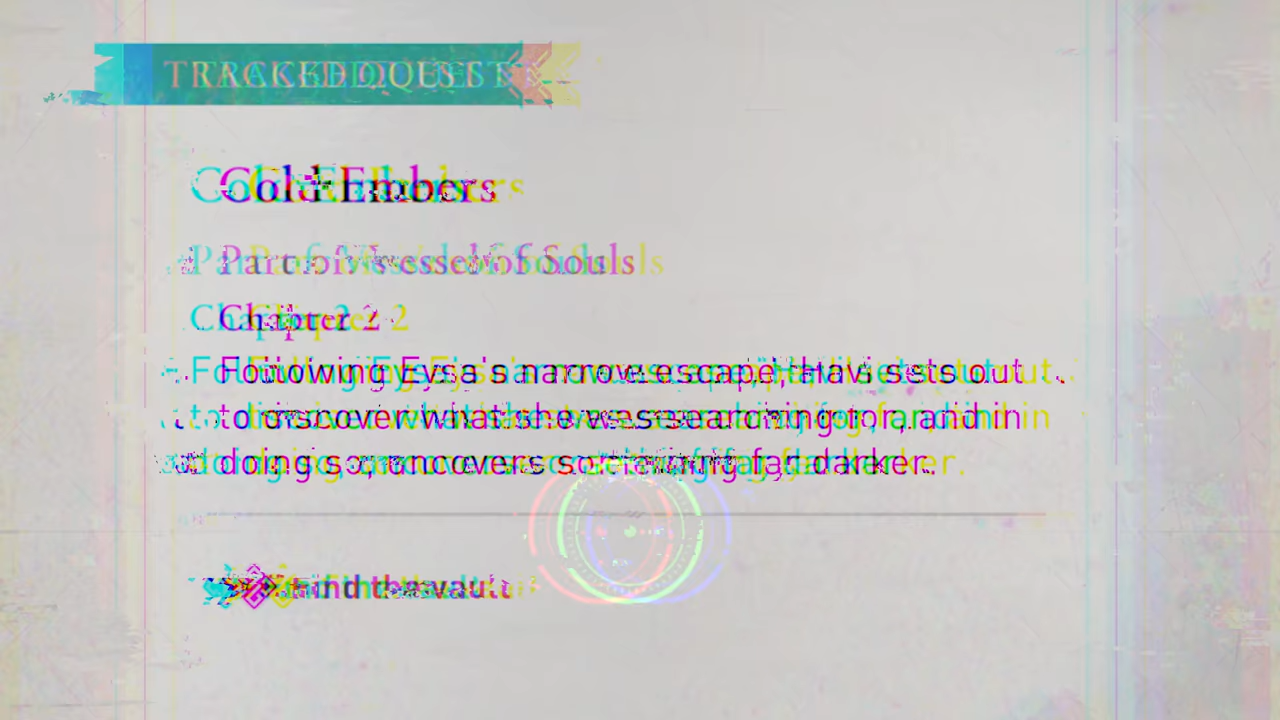 TRACKED QUEST
Cold Embers
Part of Vessel of Souls
Chapter 2
Following Eysa's narrow escape, Havi sets out
to discover what she was searching for, and in
doing so, uncovers something far darker.
Find the vault